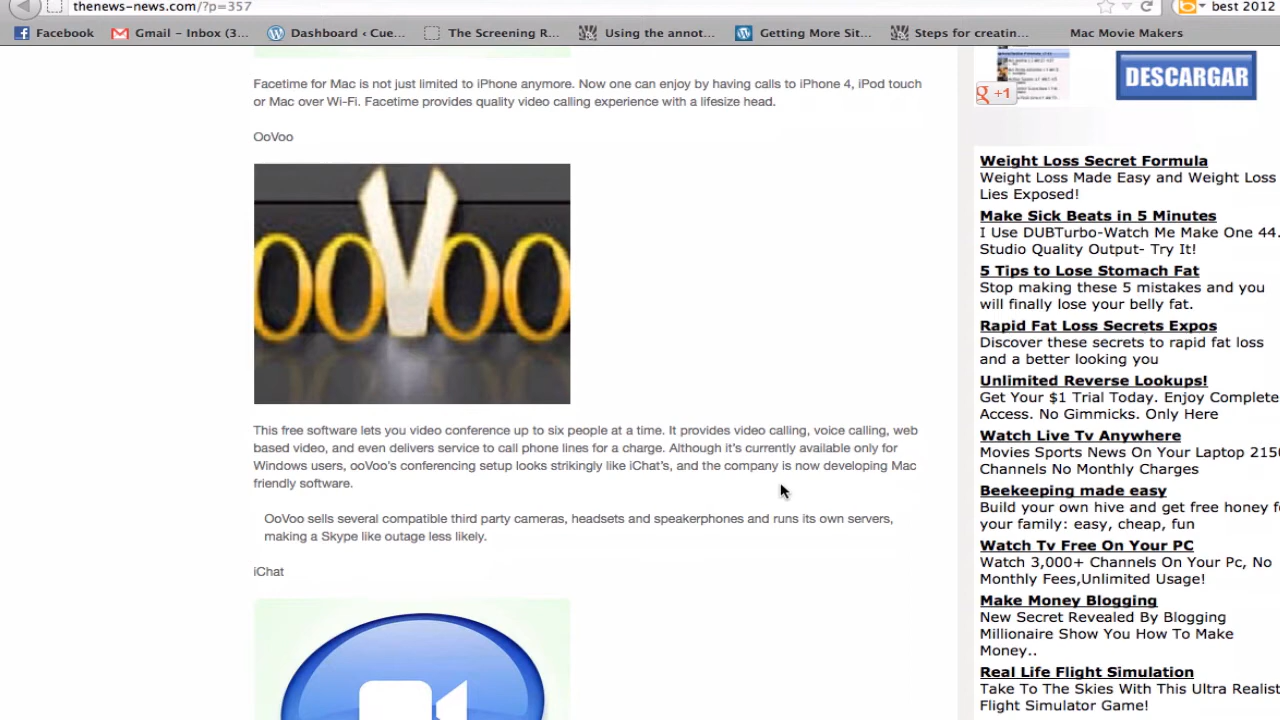 thenews-news.com/?p=357
best 2012
Facebook
Gmail - Inbox (3...
Dashboard ‹ Cue...
The Screening R...
Using the annot...
Getting More Sit...
Steps for creatin...
Mac Movie Makers
Facetime for Mac is not just limited to iPhone anymore. Now one can enjoy by having calls to iPhone 4, iPod touch
or Mac over Wi-Fi. Facetime provides quality video calling experience with a lifesize head.
OoVoo
ooVoo
This free software lets you video conference up to six people at a time. It provides video calling, voice calling, web
based video, and even delivers service to call phone lines for a charge. Although it's currently available only for
Windows users, ooVoo's conferencing setup looks strikingly like iChat's, and the company is now developing Mac
friendly software.
OoVoo sells several compatible third party cameras, headsets and speakerphones and runs its own servers,
making a Skype like outage less likely.
iChat
g +1
DESCARGAR
Weight Loss Secret Formula
Weight Loss Made Easy and Weight Loss
Lies Exposed!
Make Sick Beats in 5 Minutes
I Use DUBTurbo-Watch Me Make One 44.
Studio Quality Output- Try It!
5 Tips to Lose Stomach Fat
Stop making these 5 mistakes and you
will finally lose your belly fat.
Rapid Fat Loss Secrets Expos
Discover these secrets to rapid fat loss
and a better looking you
Unlimited Reverse Lookups!
Get Your $1 Trial Today. Enjoy Complete
Access. No Gimmicks. Only Here
Watch Live Tv Anywhere
Movies Sports News On Your Laptop 2150
Channels No Monthly Charges
Beekeeping made easy
Build your own hive and get free honey f
your family: easy, cheap, fun
Watch Tv Free On Your PC
Watch 3,000+ Channels On Your Pc, No
Monthly Fees,Unlimited Usage!
Make Money Blogging
New Secret Revealed By Blogging
Millionaire Show You How To Make
Money..
Real Life Flight Simulation
Take To The Skies With This Ultra Realist
Flight Simulator Game!